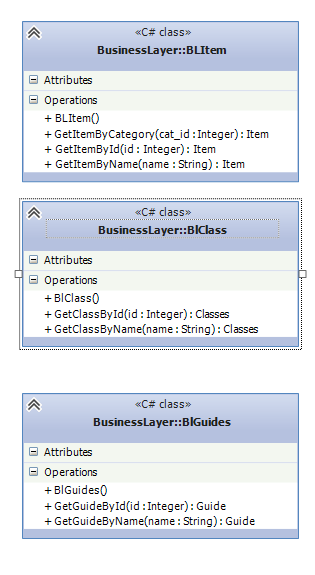 «C# class»
BusinessLayer::BLItem
Attributes
Operations
+ BLItem()
+ GetItemByCategory(cat_id : Integer) : Item
+ GetItemById(id : Integer) : Item
+ GetItemByName(name : String) : Item
«C# class»
BusinessLayer::BlClass
Attributes
Operations
+ BlClass()
+ GetClassById(id : Integer) : Classes
+ GetClassByName(name : String) : Classes
«C# class»
BusinessLayer::BlGuides
Attributes
Operations
+ BlGuides()
+ GetGuideById(id : Integer) : Guide
+ GetGuideByName(name : String) : Guide